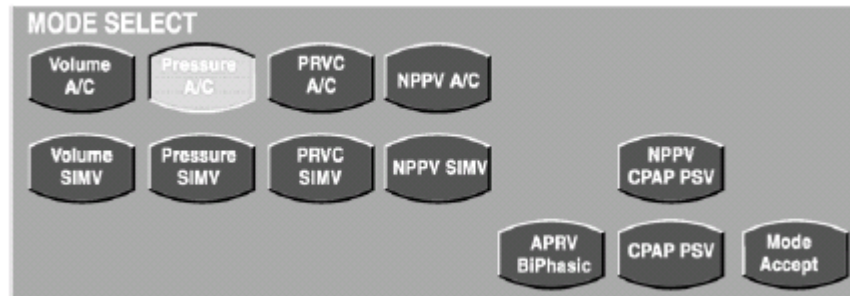 MODE SELECT
Volume
A/C
Pressure
A/C
PRVC
A/C
NPPV A/C
Volume
SIMV
Pressure
SIMV
PRVC
SIMV
NPPV SIMV
NPPV
CPAP PSV
APRV
BiPhasic
CPAP PSV
Mode
Accept